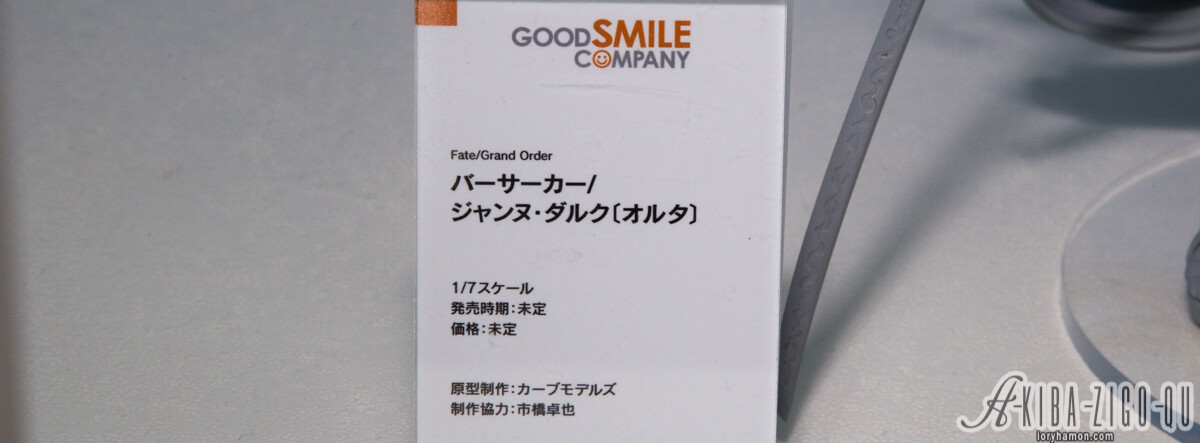 GOOD SMILE
COMPANY
Fate/Grand Order
バーサーカー/
ジャンヌ・ダルク〔オルタ〕
1/7スケール
発売時期：未定
価格：未定
原型制作：カーブモデルズ
制作協力：市橋卓也
A-KIBA-ZIGO-QU
loryhamon.com